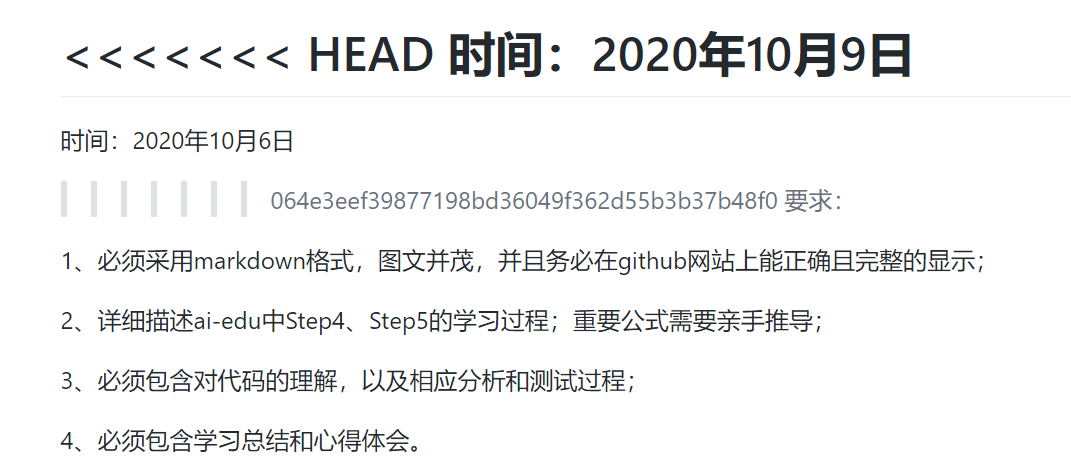 <<<<<<< HEAD 时间：2020年10月9日
时间：2020年10月6日
064e3eef39877198bd36049f362d55b3b37b48f0 要求：
1、必须采用markdown格式，图文并茂，并且务必在github网站上能正确且完整的显示；
2、详细描述ai-edu中Step4、Step5的学习过程；重要公式需要亲手推导；
3、必须包含对代码的理解，以及相应分析和测试过程；
4、必须包含学习总结和心得体会。